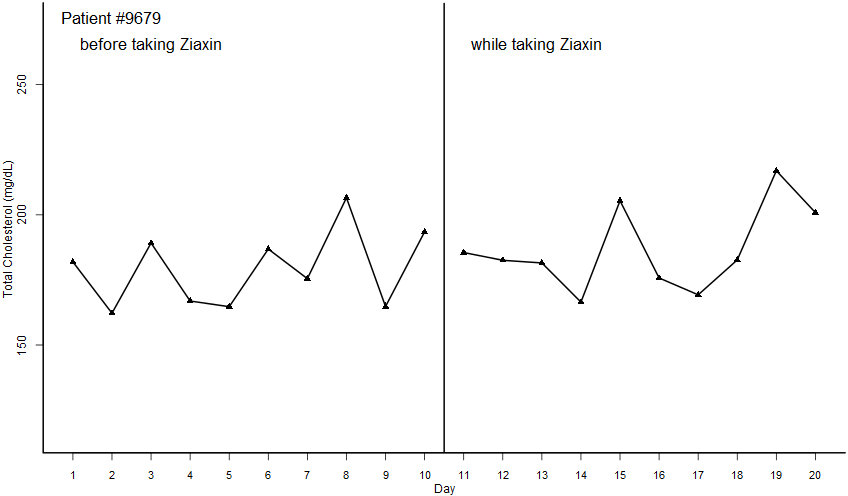 Patient #9679
before taking Ziaxin
while taking Ziaxin
Total Cholesterol (mg/dL)
250
200
150
1 2 3 4 5 6 7 8 9 10 11 12 13 14 15 16 17 18 19 20
Day